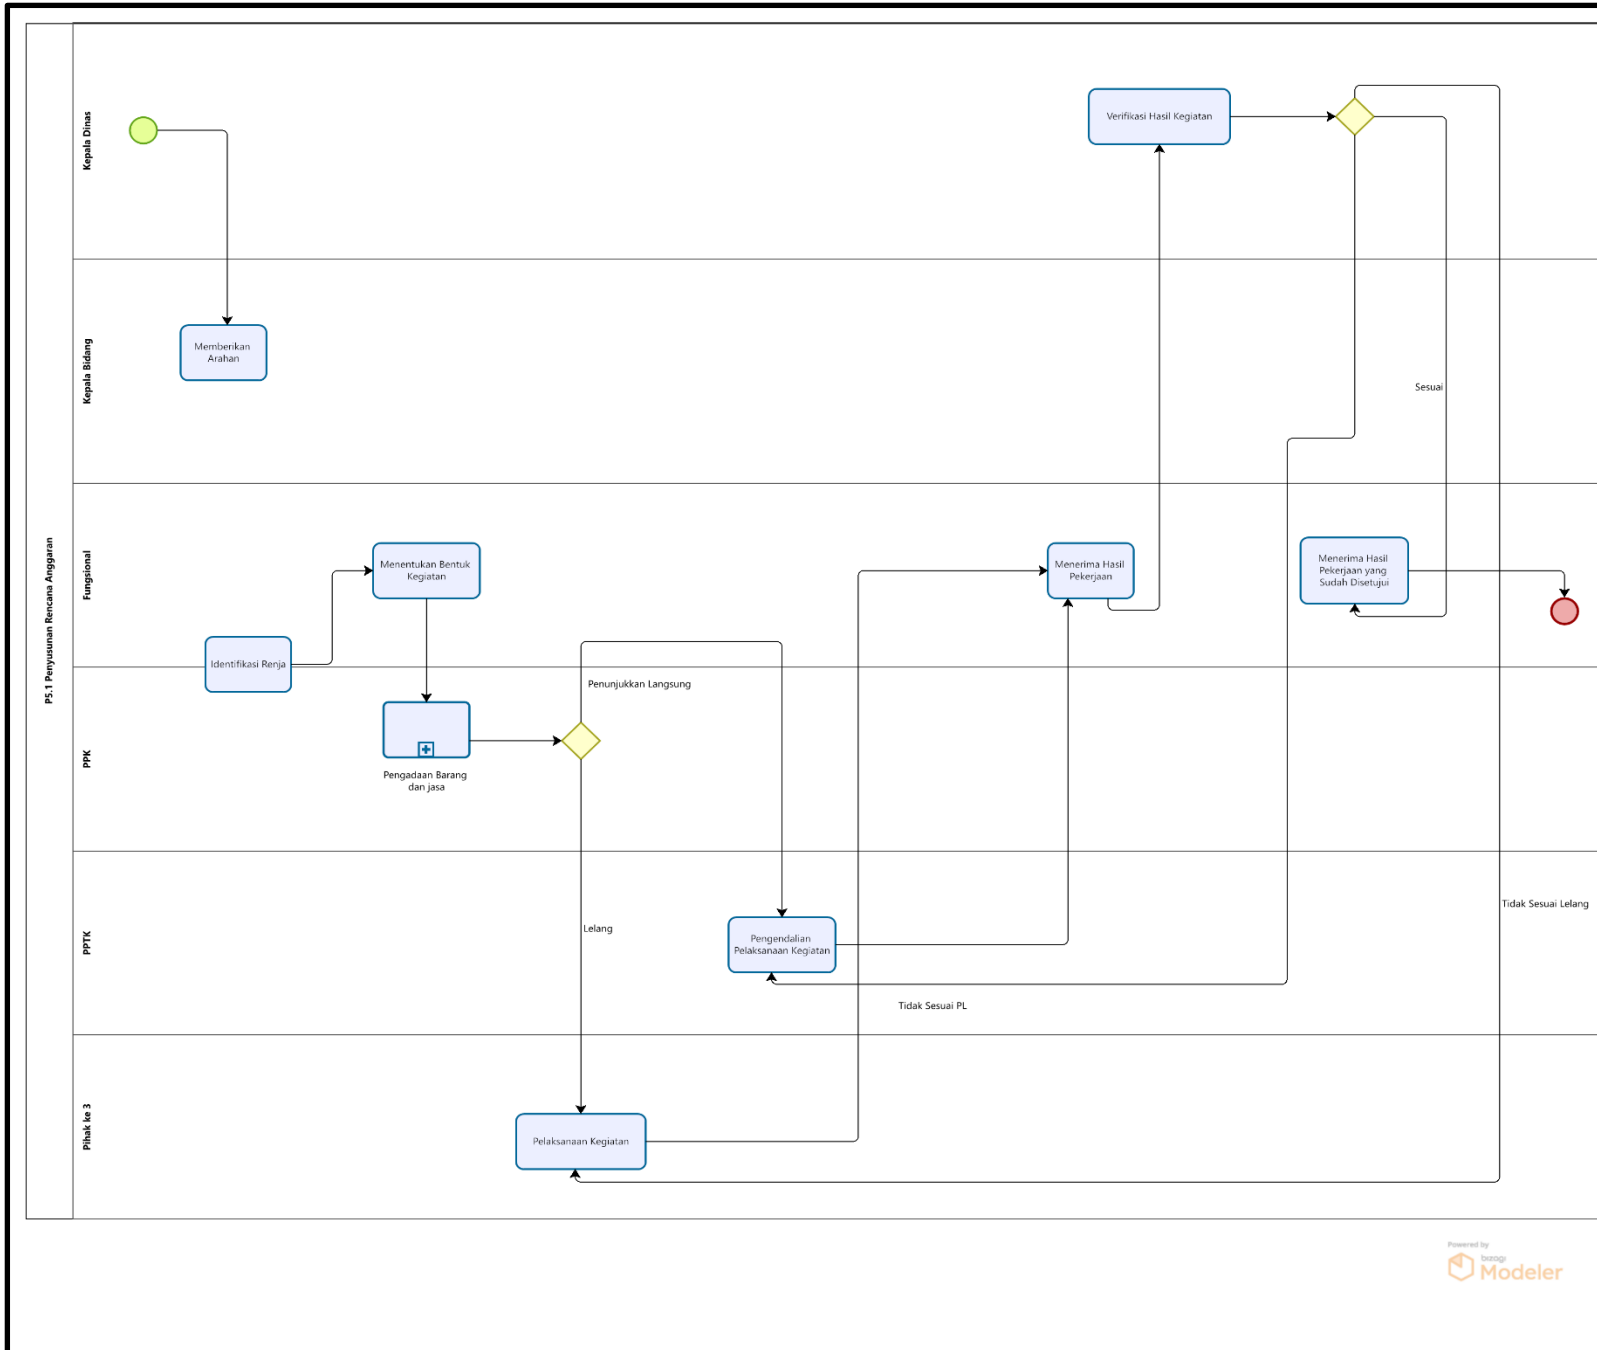 P5.1 Penyusunan Rencana Anggaran
Kepala Dinas
Verifikasi Hasil Kegiatan
Kepala Bidang
Memberikan
Arahan
Sesuai
Fungsional
Menentukan Bentuk
Kegiatan
Menerima Hasil
Pekerjaan
Menerima Hasil
Pekerjaan yang
Sudah Disetujui
Identifikasi Renja
PPK
Penunjukkan Langsung
Pengadaan Barang
dan jasa
PPTK
Lelang
Pengendalian
Pelaksanaan Kegiatan
Tidak Sesuai Lelang
Tidak Sesuai PL
Pihak ke 3
Pelaksanaan Kegiatan
Powered by
bizagi
Modeler